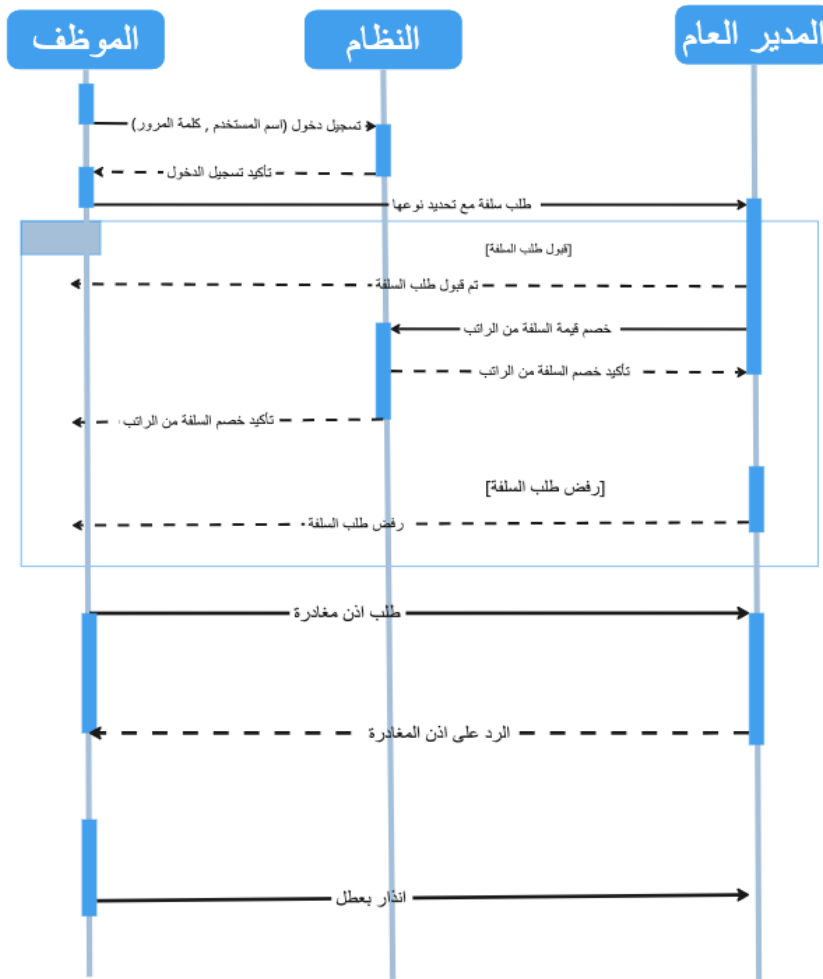 الموظف
النظام
المدير العام
تسجيل دخول (اسم المستخدم , كلمة المرور)
تأكيد تسجيل الدخول
طلب سلفة مع تحديد نوعها
[قبول طلب السلفة]
تم قبول طلب السلفة
خصم قيمة السلفة من الراتب
تأكيد خصم السلفة من الراتب
تأكيد خصم السلفة من الراتب
[رفض طلب السلفة]
رفض طلب السلفة
طلب اذن مغادرة
الرد على اذن المغادرة
انذار بعطل